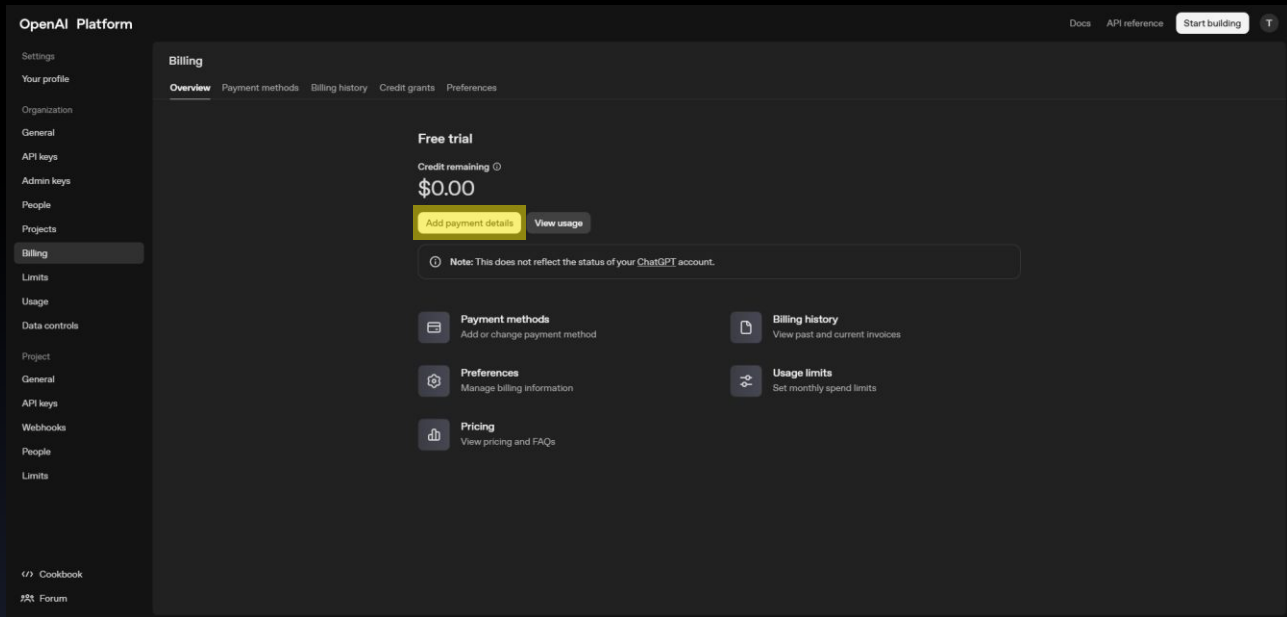 OpenAI Platform
Docs API reference Start building T
Settings
Your profile
Organization
General
API keys
Admin keys
People
Projects
Billing
Limits
Usage
Data controls
Project
General
API keys
Webhooks
People
Limits
Cookbook
Forum
Billing
Overview Payment methods Billing history Credit grants Preferences
Free trial
Credit remaining
$0.00
Add payment details View usage
Note: This does not reflect the status of your ChatGPT account.
Payment methods
Add or change payment method
Billing history
View past and current invoices
Preferences
Manage billing information
Usage limits
Set monthly spend limits
Pricing
View pricing and FAQs